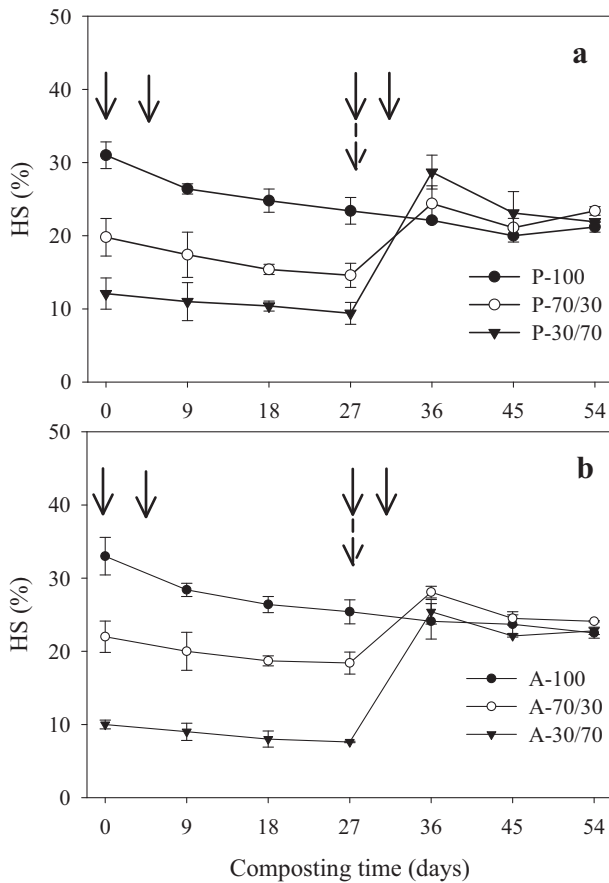 50
a
40
30
HS (%)
20
P-100
P-70/30
10
P-30/70
0
0 9 18 27 36 45 54
50
b
40
30
HS (%)
20
A-100
A-70/30
10
A-30/70
0
0 9 18 27 36 45 54
Composting time (days)